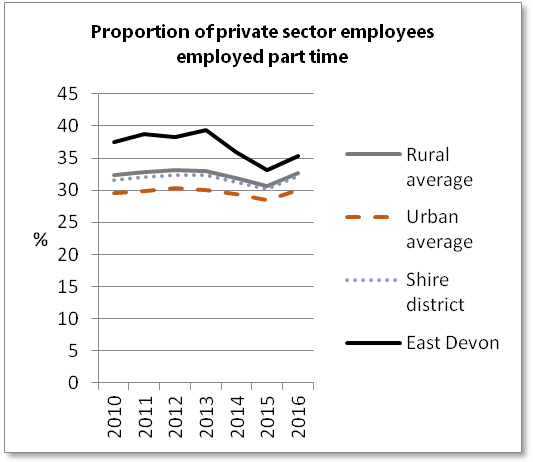 Proportion of private sector employees
employed part time
45
40
35
30
25
20
15
10
5
0
%
2010
2011
2012
2013
2014
2015
2016
Rural
average
Urban
average
Shire
district
East Devon